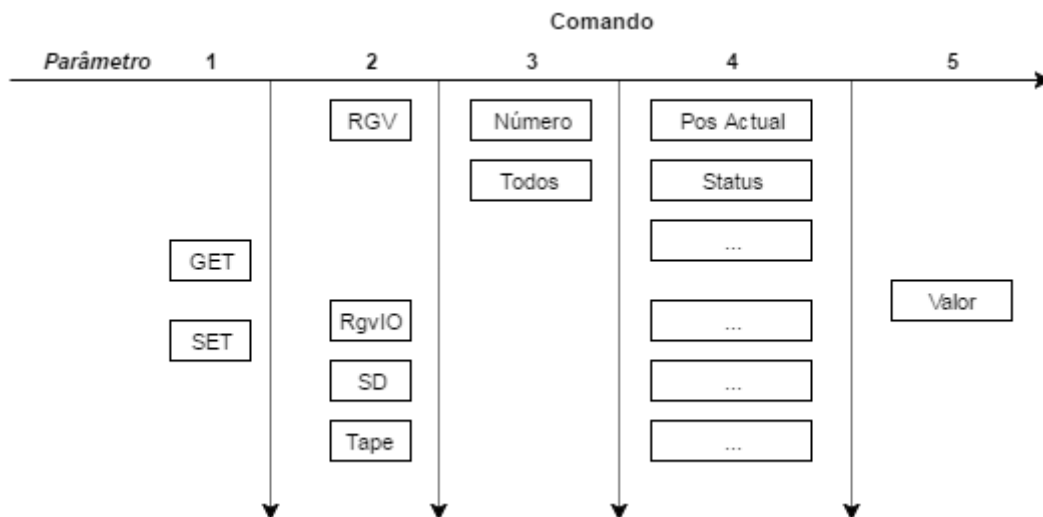 Comando
Parâmetro 1 2 3 4 5
RGV Número Pos Actual
Todos Status
...
GET
Valor
RgvIO ...
SET
SD ...
Tape ...